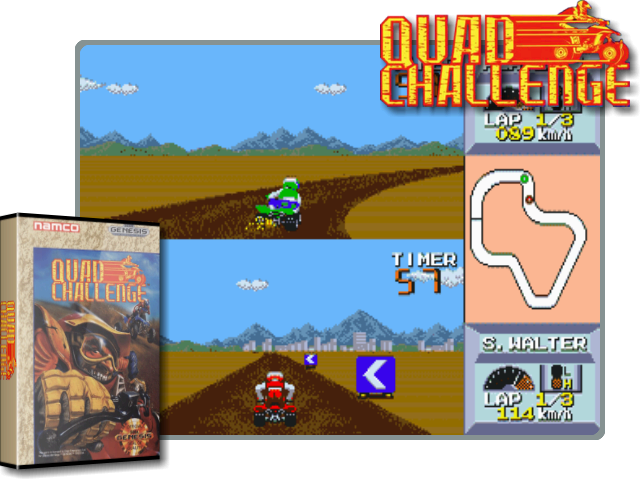 QUAD
CHALLENGE
LAP 1/3
089 km/h
TIMER
57
S. WALTER
L
H
LAP 1/3
114 km/h
namco
GENESIS
QUAD
CHALLENGE
GENESIS